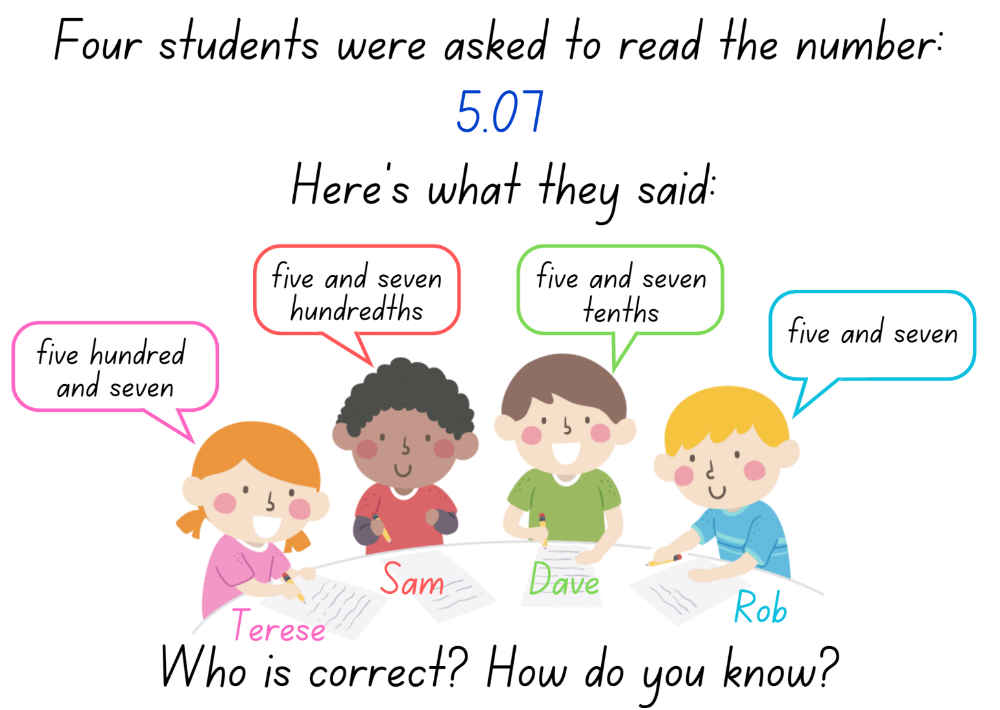 Four students were asked to read the number:
5.07
Here's what they said:
five hundred
and seven
five and seven
hundredths
five and seven
tenths
five and seven
Terese
Sam
Dave
Rob
Who is correct? How do you know?